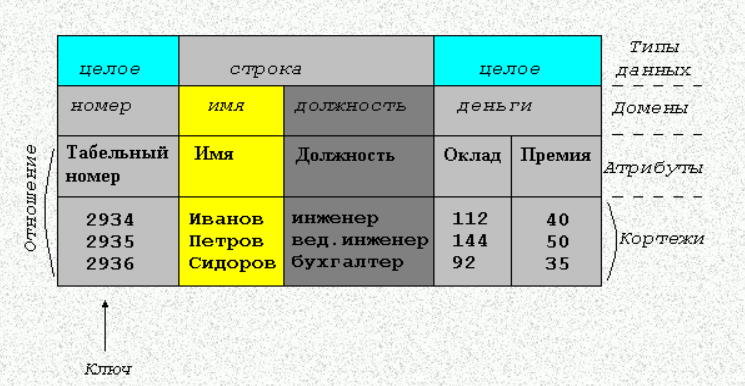 целое строка целое Типы данных
номер имя должность деньги Домены
Отношение
Табельный номер Имя Должность Оклад Премия Атрибуты
2934 Иванов инженер 112 40
2935 Петров вед.инженер 144 50 Кортежи
2936 Сидоров бухгалтер 92 35
Ключ